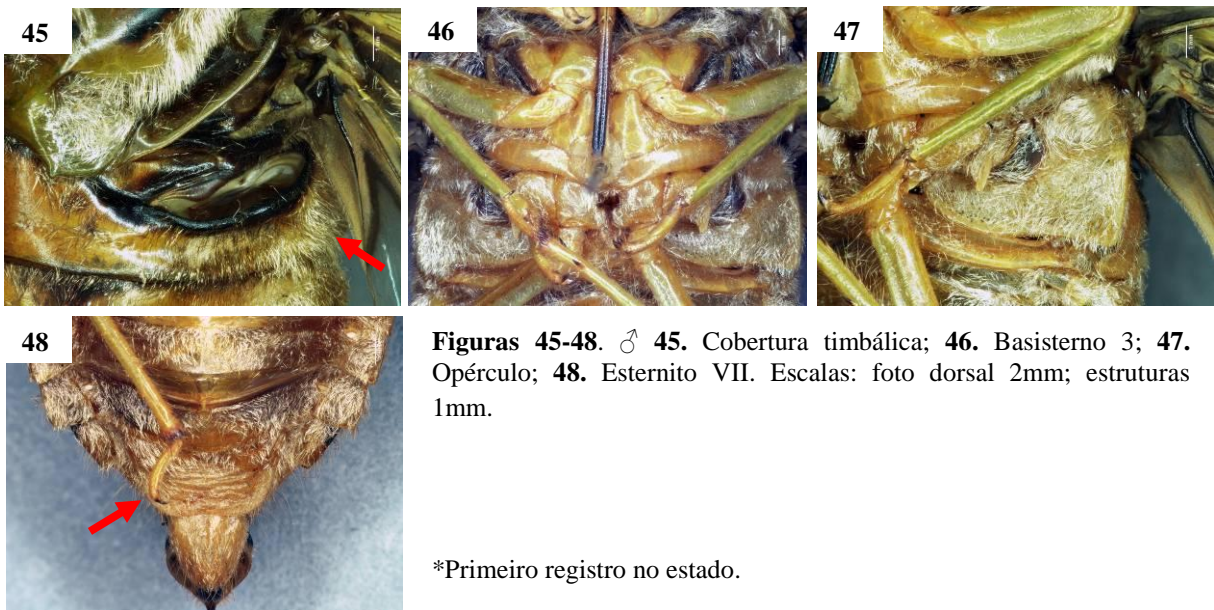 45
46
47
48
Figuras 45-48. ♂ 45. Cobertura timbálica; 46. Basisterno 3; 47.
Opérculo; 48. Esternito VII. Escalas: foto dorsal 2mm; estruturas
1mm.
*Primeiro registro no estado.